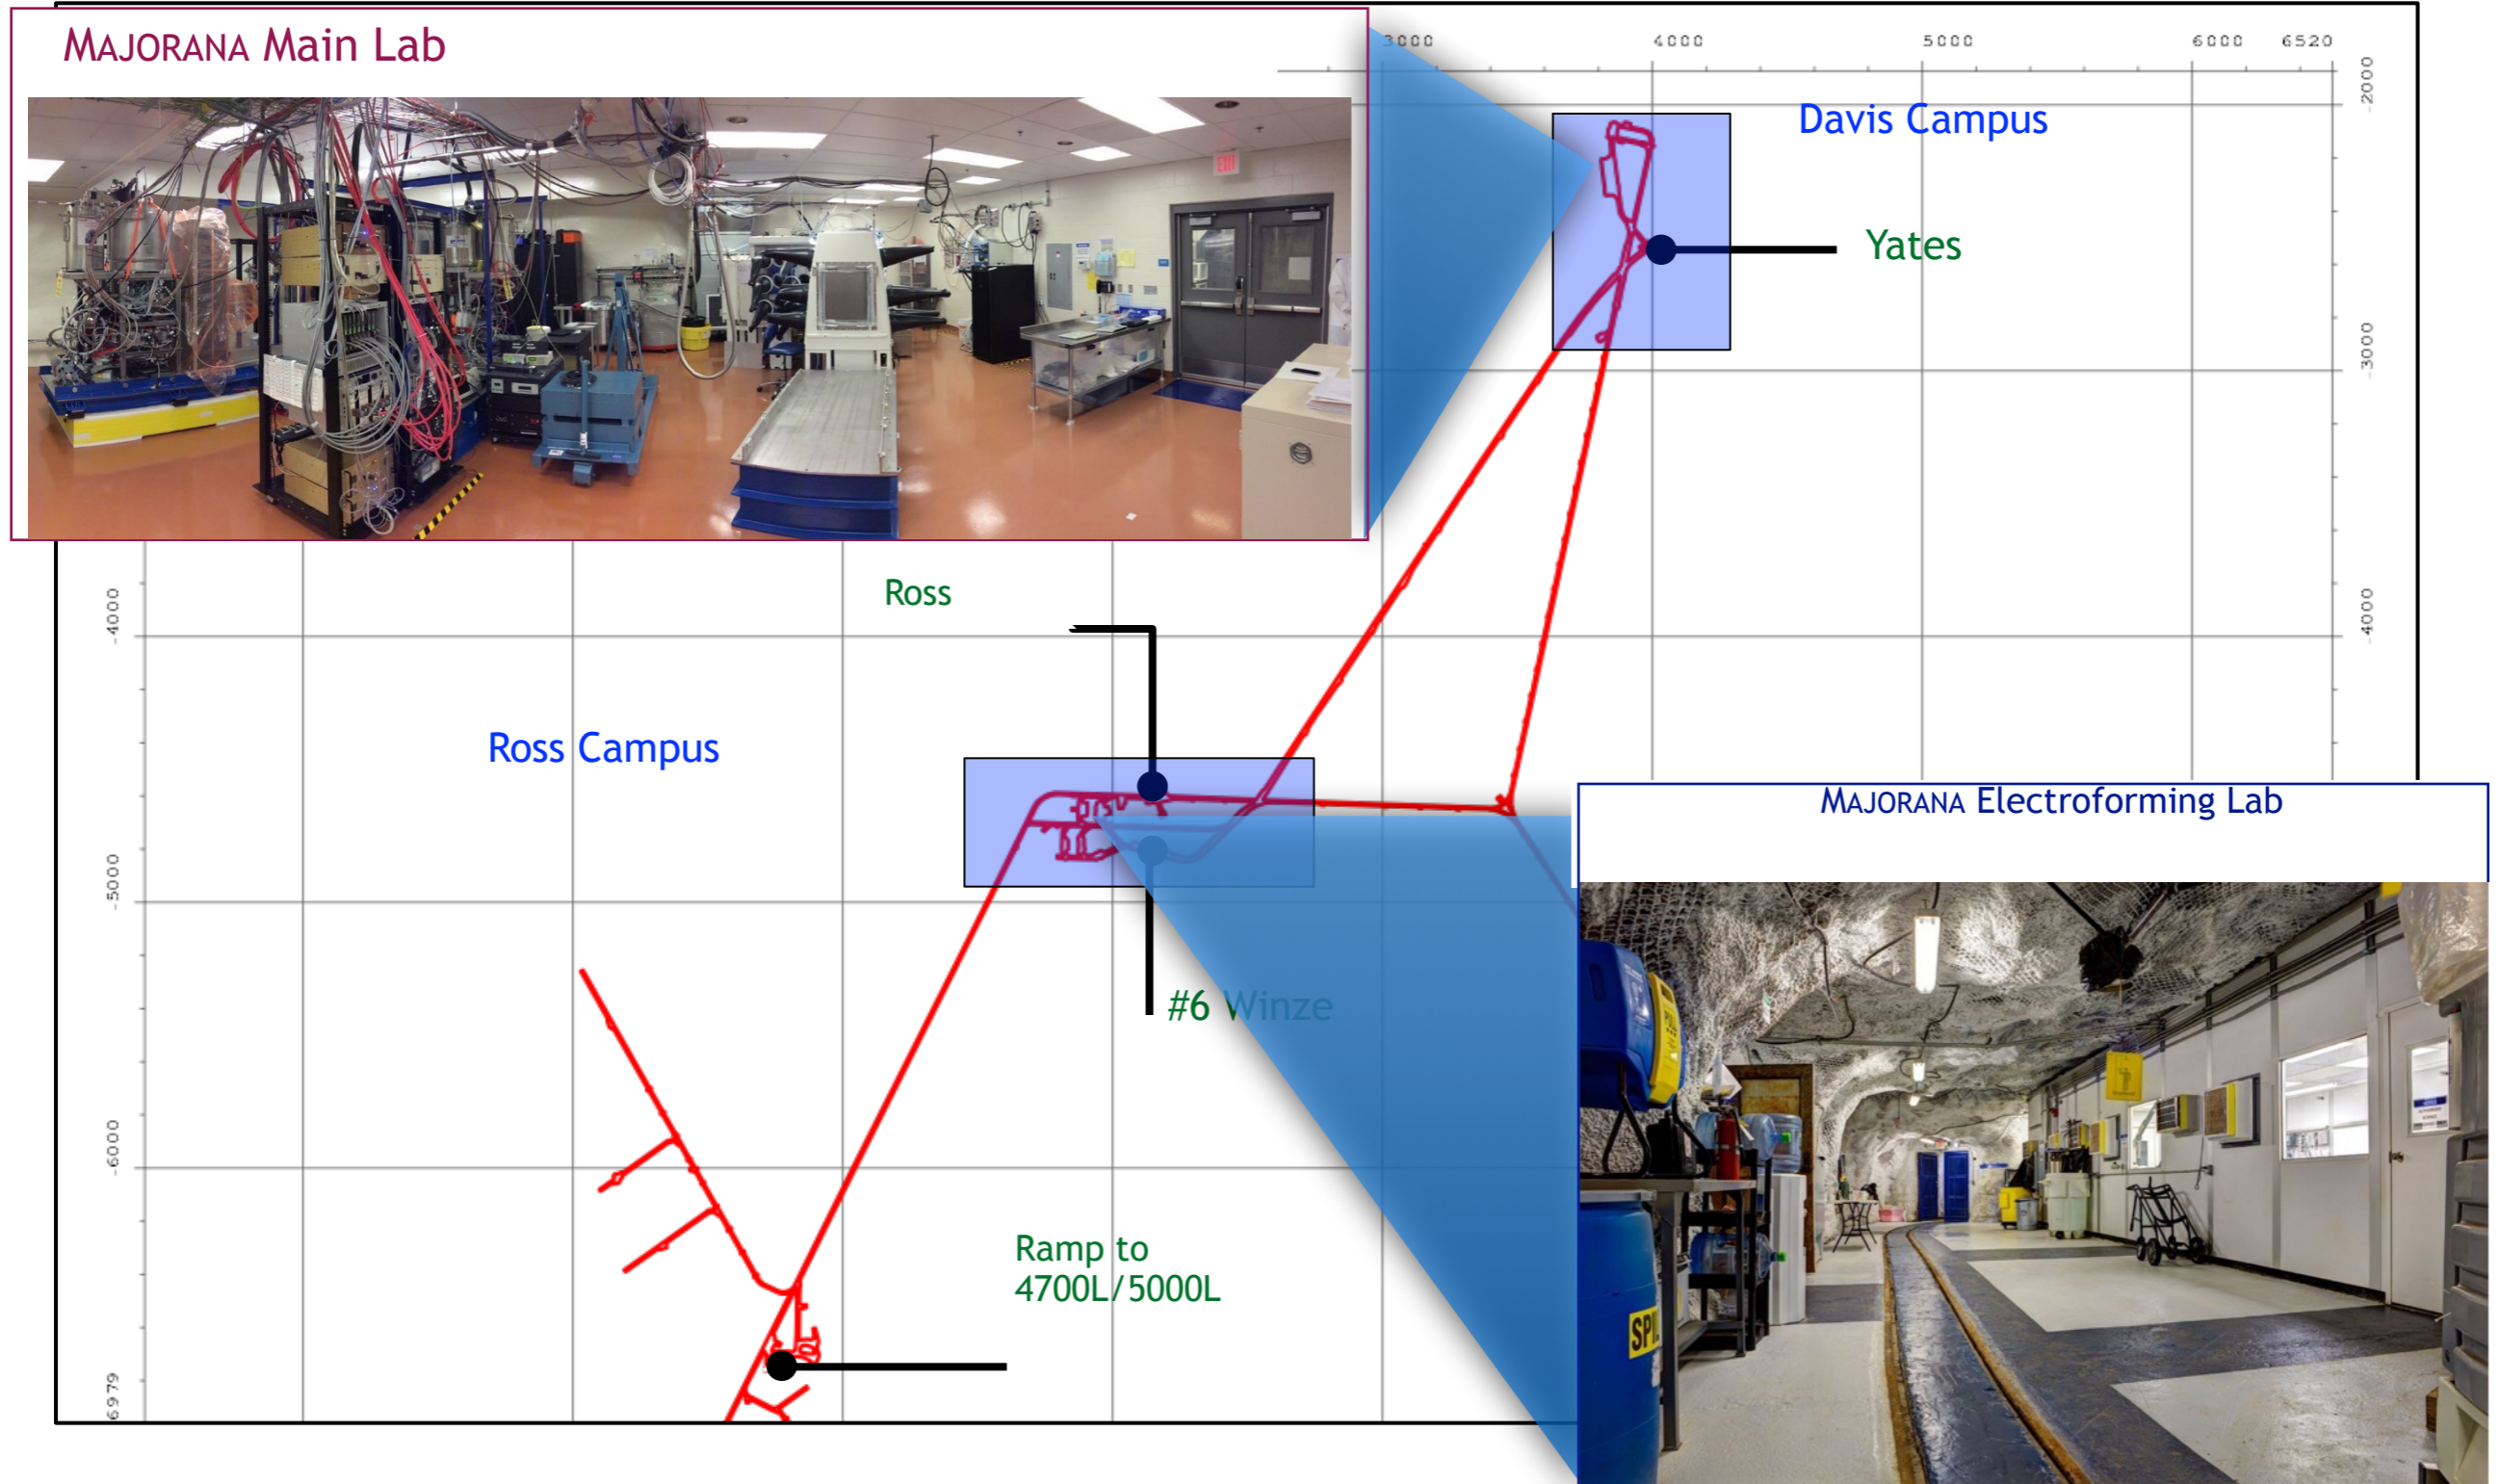 MAJORANA Main Lab
EXIT
3000 4000 5000 6000 6520
-2000
Davis Campus
Yates
-3000
Ross
-4000
-4000
Ross Campus
MAJORANA Electroforming Lab
-5000
#6 Winze
-6000
Ramp to
4700L/5000L
6979